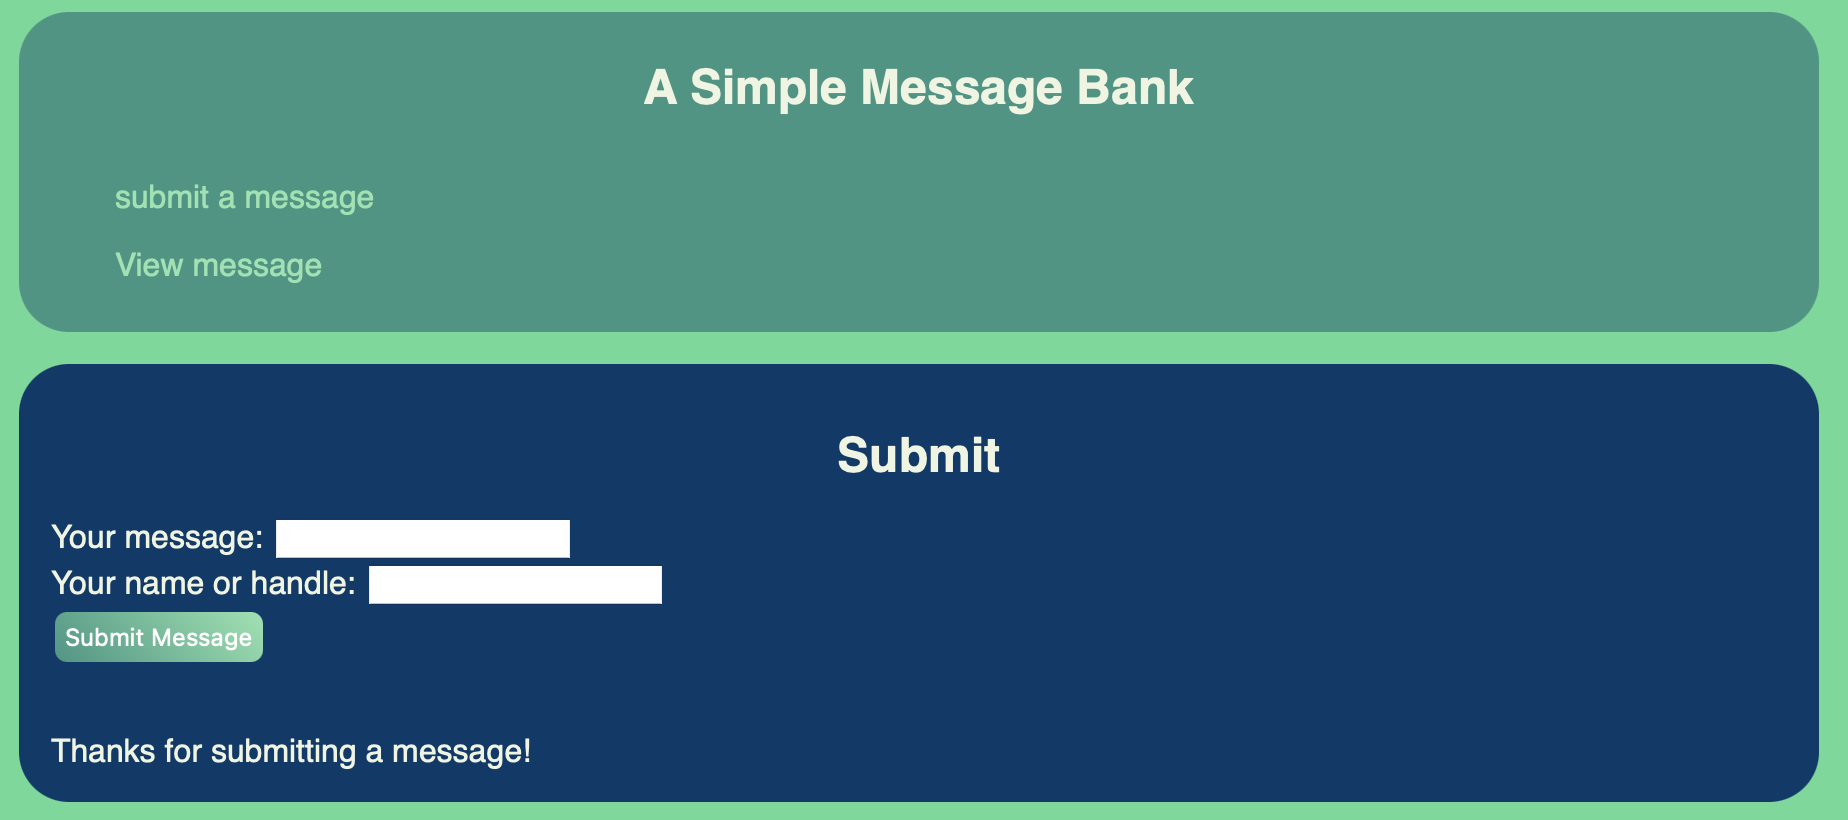 A Simple Message Bank
submit a message
View message
Submit
Your message:
Your name or handle:
Submit Message
Thanks for submitting a message!